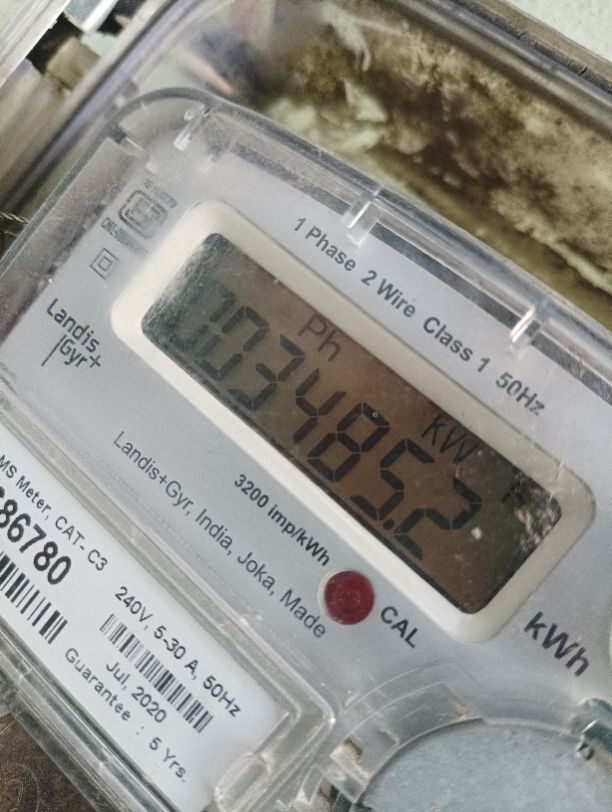 1 Phase 2 Wire Class 1 50Hz
Landis
Gyr+
Ph
003485.2
kW
kWh
3200 imp/kWh
CAL
Landis+Gyr, India, Joka, Made
MS Meter, CAT- C3
86780
240V, 5-30 A, 50Hz
Jul, 2020
Guarantee : 5 Yrs.